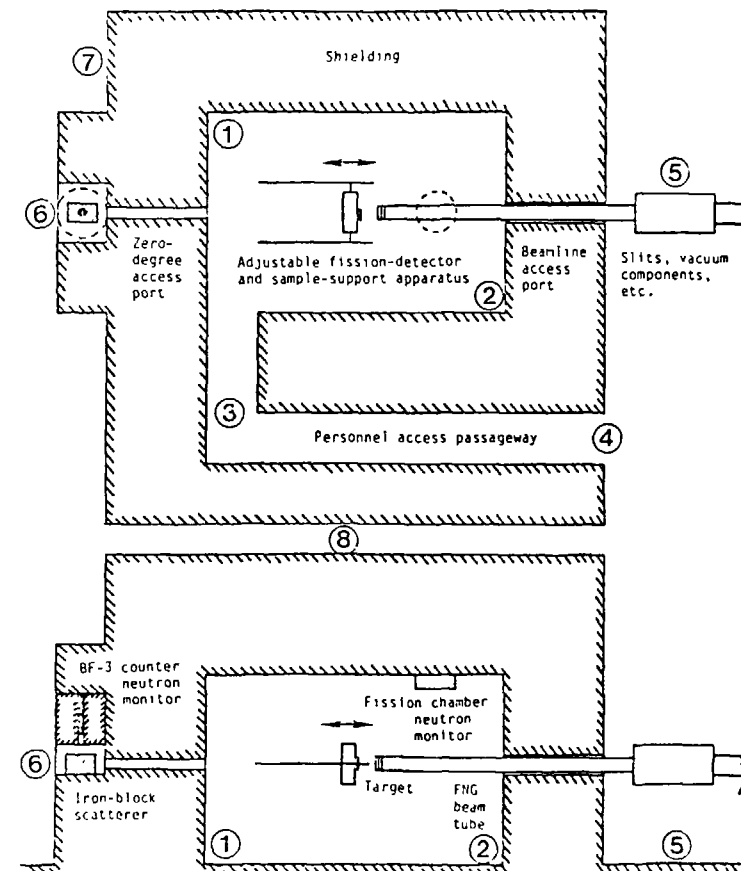 ⑦
Shielding
①
⑤
⑥
Zero-
degree
access
port
Adjustable fission-detector
and sample-support apparatus
②
Beamline
access
port
Slits, vacuum
components,
etc.
③
Personnel access passageway
④
⑧
BF-3 counter
neutron
monitor
Fission chamber
neutron
monitor
⑥
Iron-block
scatterer
Target
FNG
beam
tube
①
②
⑤